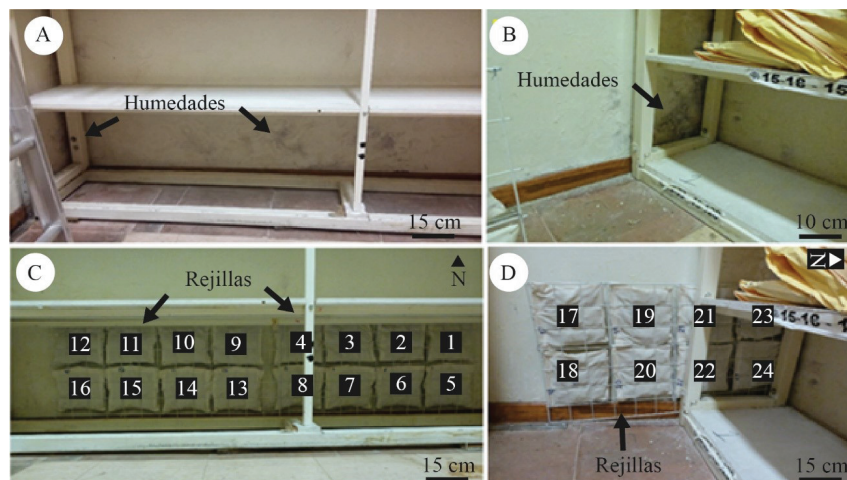 A
Humedades
15 cm
B
Humedades
15 16 - 15
10 cm
C
Rejillas
N
12 11 10 9 4 3 2 1
16 15 14 13 8 7 6 5
15 cm
D
N
17 19 21 23
15 16 - 1
18 20 22 24
Rejillas
15 cm